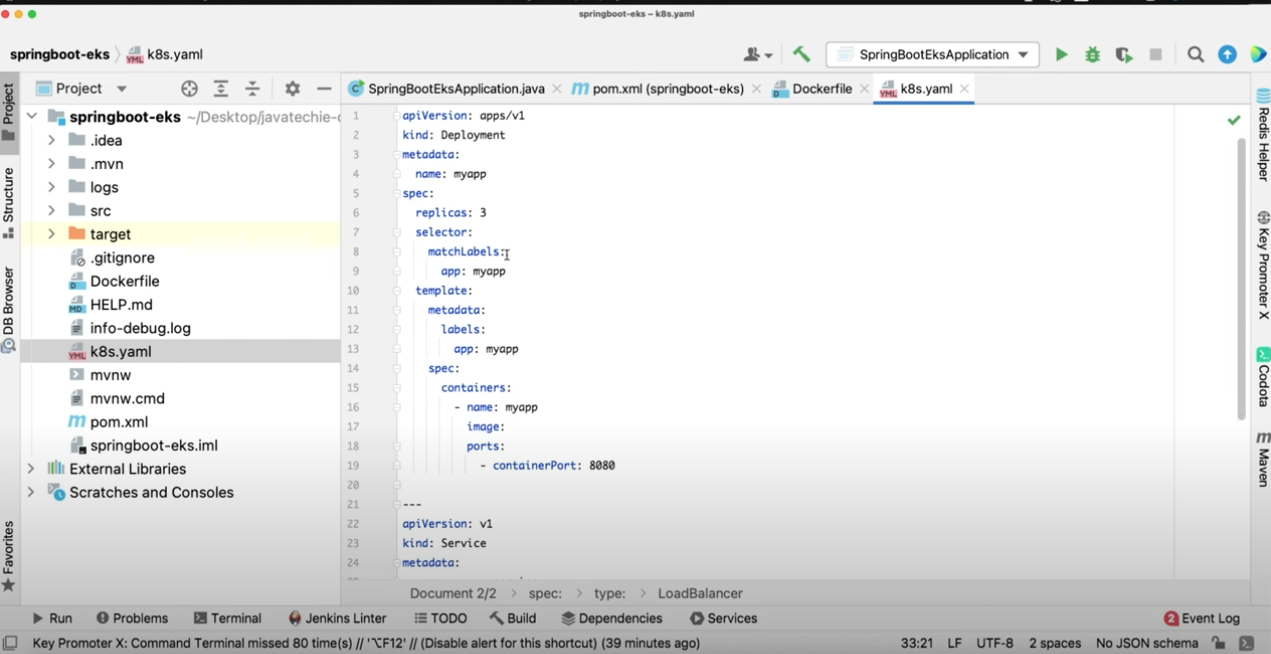 springboot-eks – k8s.yaml
springboot-eks
k8s.yaml
SpringBootEksApplication
Project
SpringBootEksApplication.java
pom.xml (springboot-eks)
Dockerfile
k8s.yaml
Project
Structure
DB Browser
Favorites
springboot-eks ~/Desktop/javatechie-
.idea
.mvn
logs
src
target
.gitignore
Dockerfile
HELP.md
info-debug.log
k8s.yaml
mvnw
mvnw.cmd
pom.xml
springboot-eks.iml
External Libraries
Scratches and Consoles
1 apiVersion: apps/v1
2 kind: Deployment
3 metadata:
4 name: myapp
5 spec:
6 replicas: 3
7 selector:
8 matchLabels:
9 app: myapp
10 template:
11 metadata:
12 labels:
13 app: myapp
14 spec:
15 containers:
16 - name: myapp
17 image:
18 ports:
19 - containerPort: 8080
20
21 ---
22 apiVersion: v1
23 kind: Service
24 metadata:
Document 2/2 › spec: › type: › LoadBalancer
Redis Helper
Key Promoter X
Codota
Maven
Run
Problems
Terminal
Jenkins Linter
TODO
Build
Dependencies
Services
2 Event Log
Key Promoter X: Command Terminal missed 80 time(s) // '⌥F12' // (Disable alert for this shortcut) (39 minutes ago)
33:21 LF UTF-8 2 spaces No JSON schema